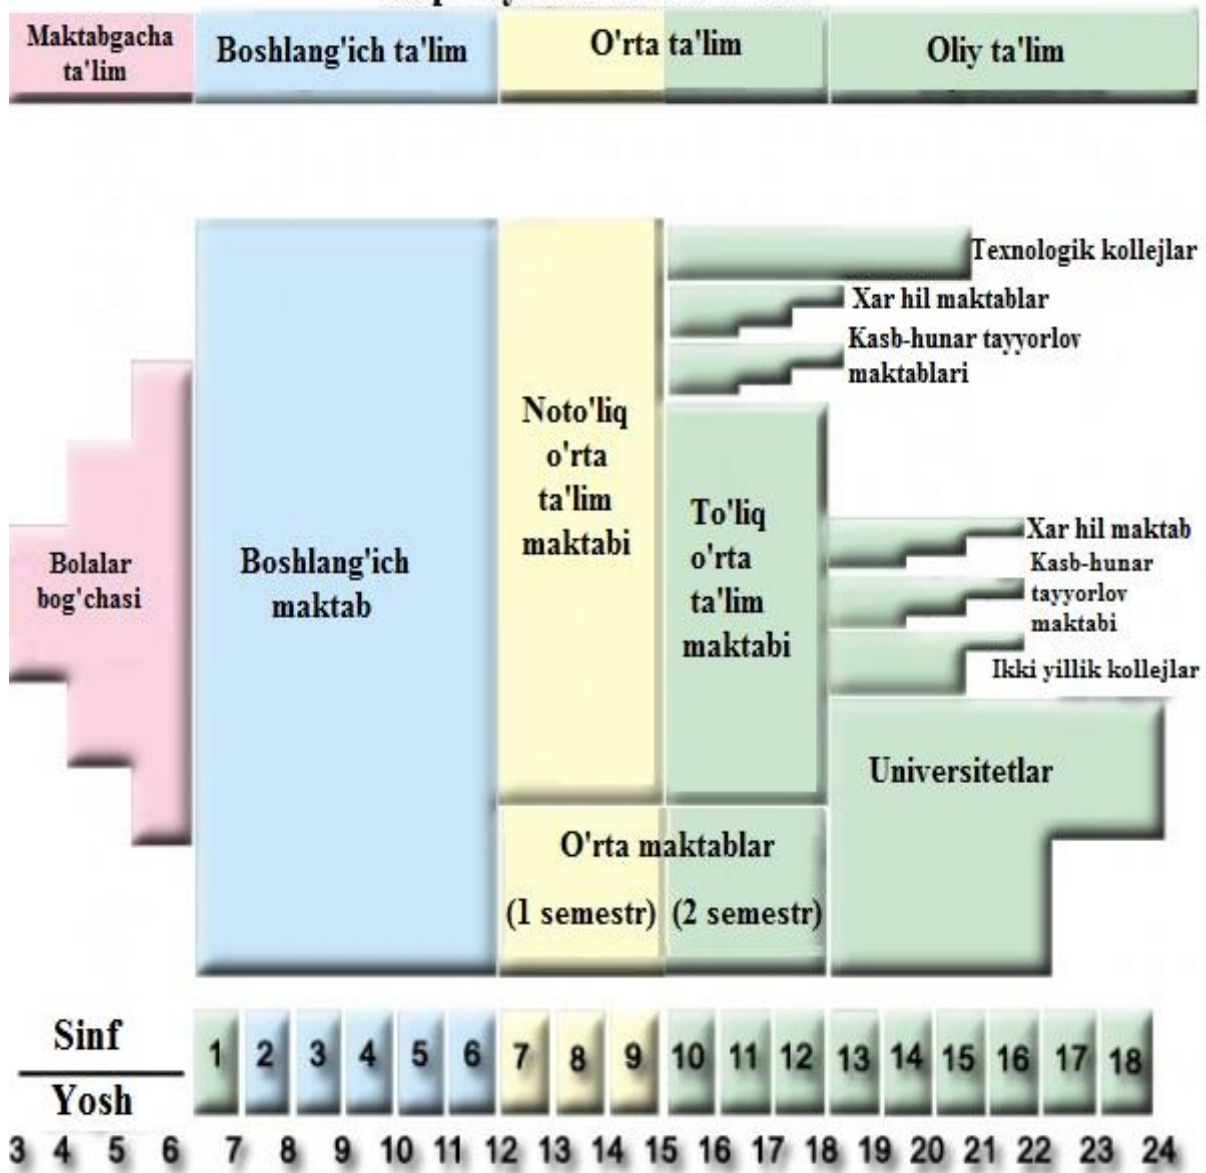 Maktabgacha
ta'lim
Boshlang'ich ta'lim
O'rta ta'lim
Oliy ta'lim
Texnologik kollejlar
Xar hil maktablar
Kasb-hunar tayyorlov
maktablari
Noto'liq
o'rta
ta'lim
maktabi
To'liq
o'rta
ta'lim
maktabi
Bolalar
bog'chasi
Boshlang'ich
maktab
Xar hil maktab
Kasb-hunar
tayyorlov
maktabi
Ikki yillik kollejlar
Universitetlar
O'rta maktablar
(1 semestr) (2 semestr)
Sinf
1 2 3 4 5 6 7 8 9 10 11 12 13 14 15 16 17 18
Yosh
3 4 5 6 7 8 9 10 11 12 13 14 15 16 17 18 19 20 21 22 23 24